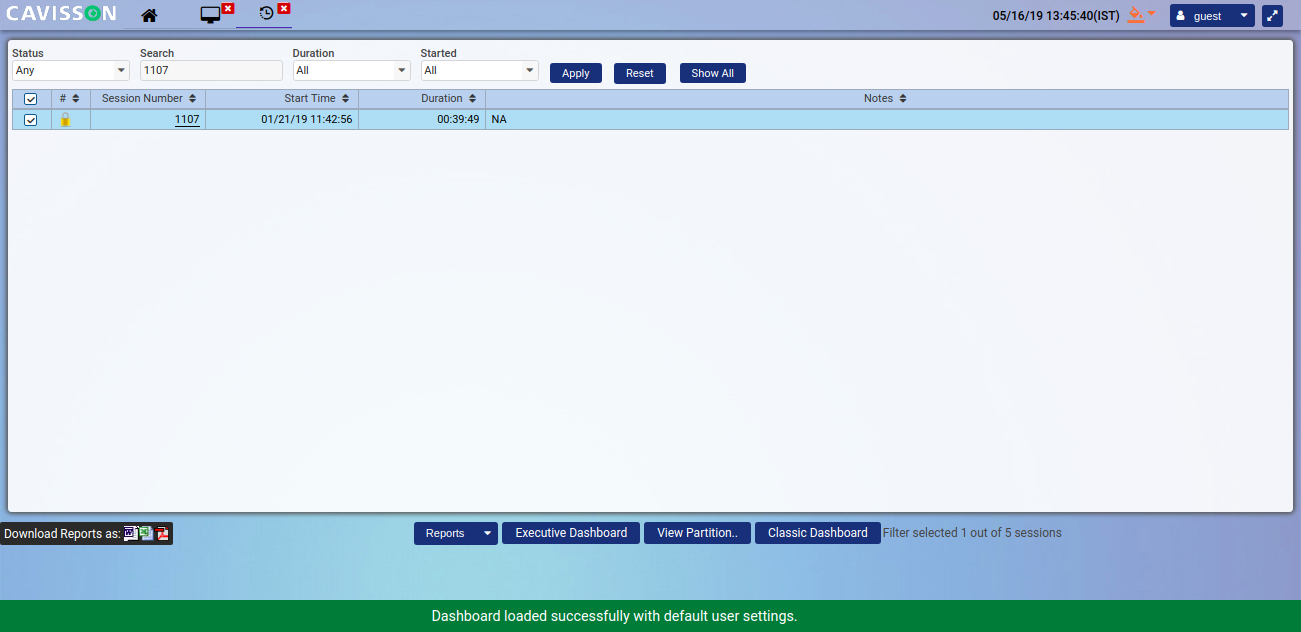 CAVISSON
05/16/19 13:45:40(IST)
guest
Status
Search
Duration
Started
Any
1107
All
All
Apply
Reset
Show All
# Session Number Start Time Duration Notes
1107 01/21/19 11:42:56 00:39:49 NA
Download Reports as:
Reports
Executive Dashboard
View Partition..
Classic Dashboard
Filter selected 1 out of 5 sessions
Dashboard loaded successfully with default user settings.